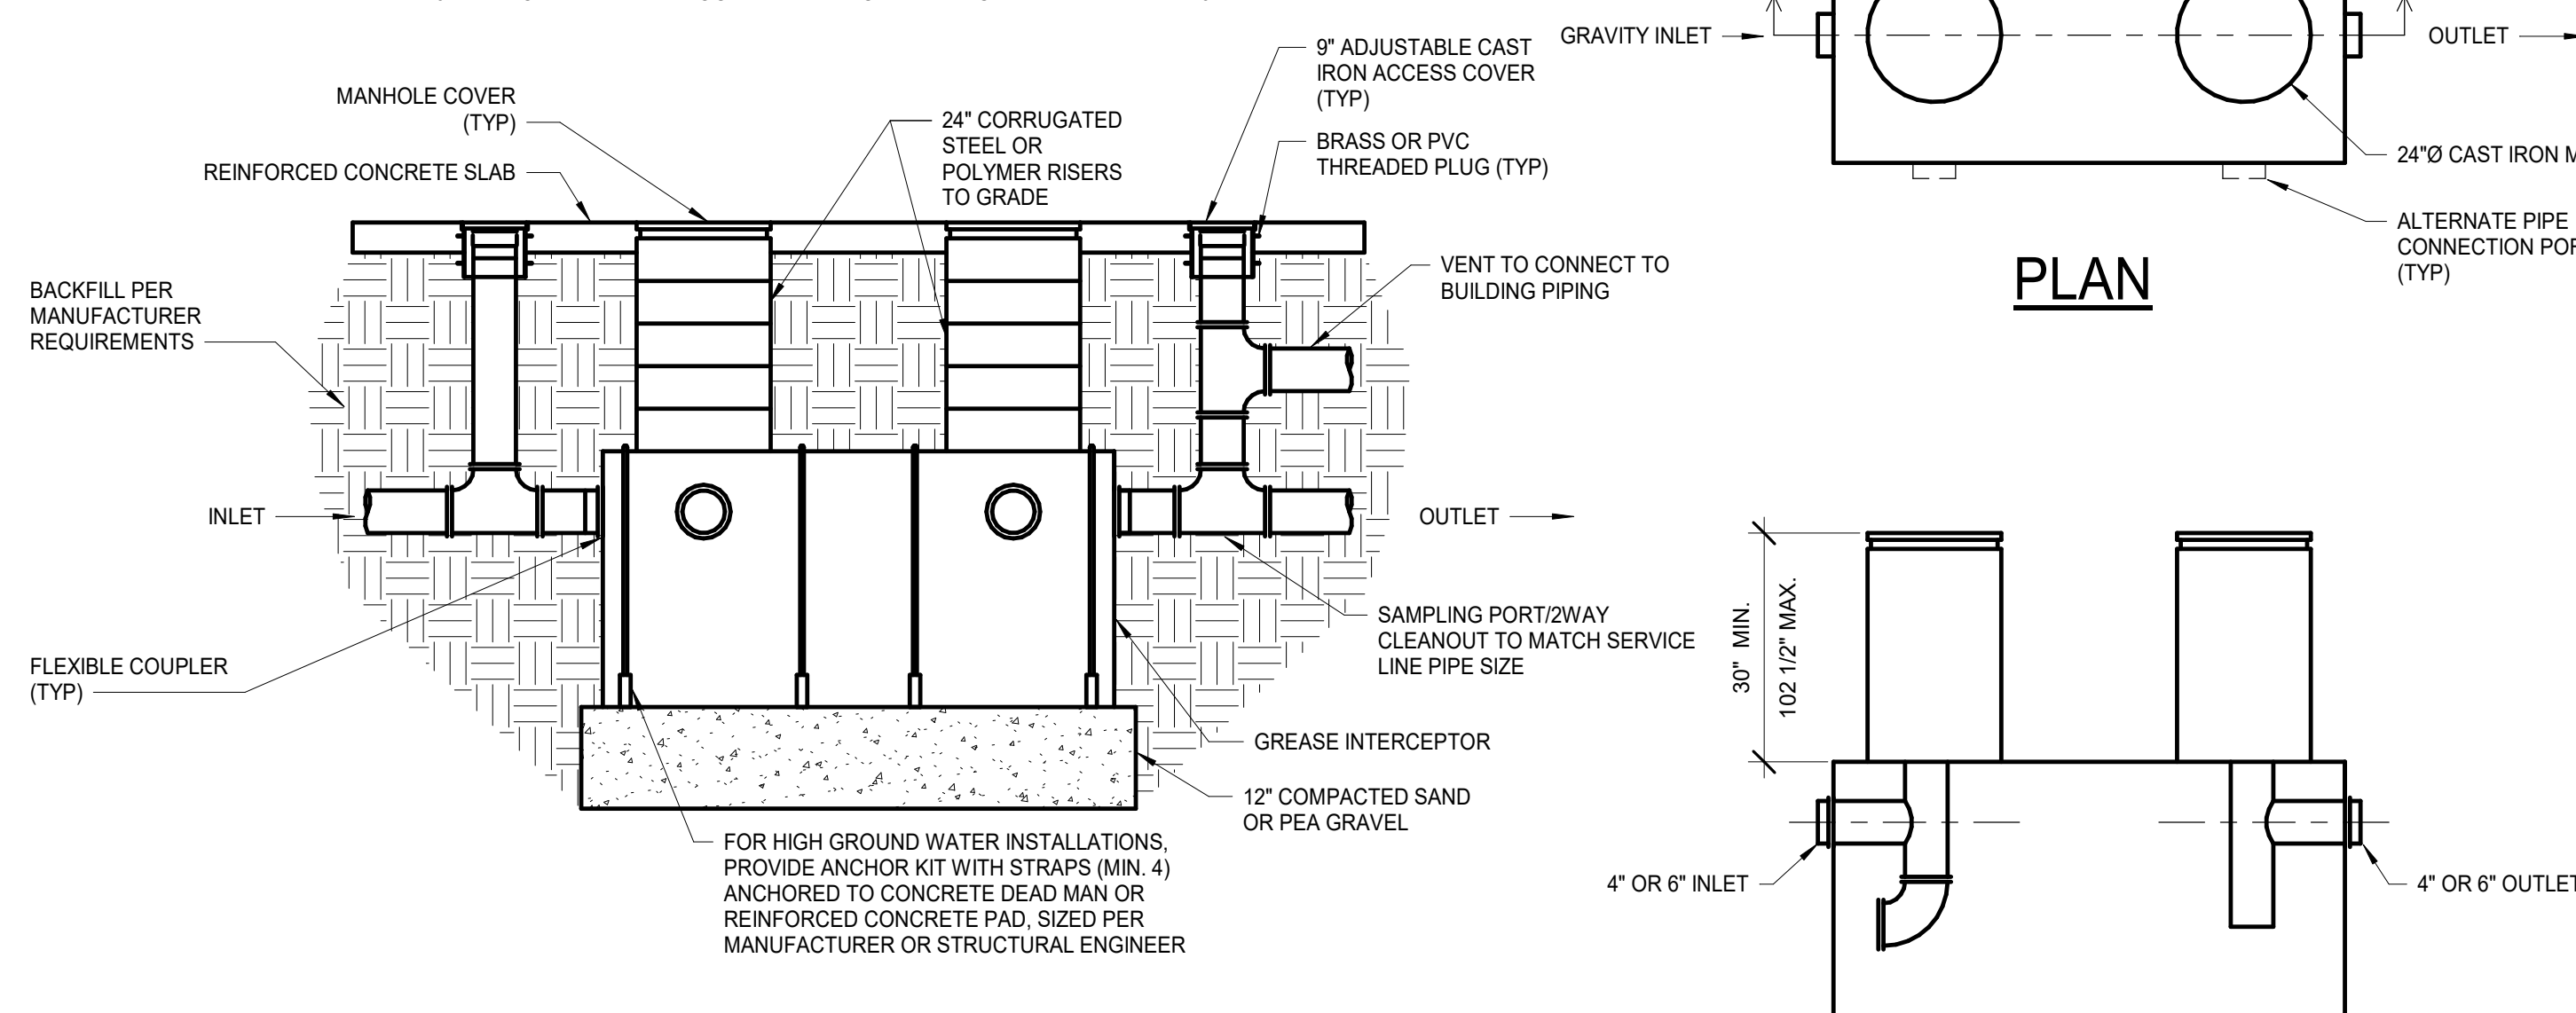 MANHOLE COVER
(TYP)
REINFORCED CONCRETE SLAB
BACKFILL PER
MANUFACTURER
REQUIREMENTS
INLET
FLEXIBLE COUPLER
(TYP)
24" CORRUGATED
STEEL OR
POLYMER RISERS
TO GRADE
9" ADJUSTABLE CAST
IRON ACCESS COVER
(TYP)
BRASS OR PVC
THREADED PLUG (TYP)
VENT TO CONNECT TO
BUILDING PIPING
OUTLET
SAMPLING PORT/2WAY
CLEANOUT TO MATCH SERVICE
LINE PIPE SIZE
GREASE INTERCEPTOR
12" COMPACTED SAND
OR PEA GRAVEL
FOR HIGH GROUND WATER INSTALLATIONS,
PROVIDE ANCHOR KIT WITH STRAPS (MIN. 4)
ANCHORED TO CONCRETE DEAD MAN OR
REINFORCED CONCRETE PAD, SIZED PER
MANUFACTURER OR STRUCTURAL ENGINEER
GRAVITY INLET
OUTLET
24"Ø CAST IRON M
ALTERNATE PIPE
CONNECTION POR
(TYP)
PLAN
30" MIN.
102 1/2" MAX.
4" OR 6" INLET
4" OR 6" OUTLET